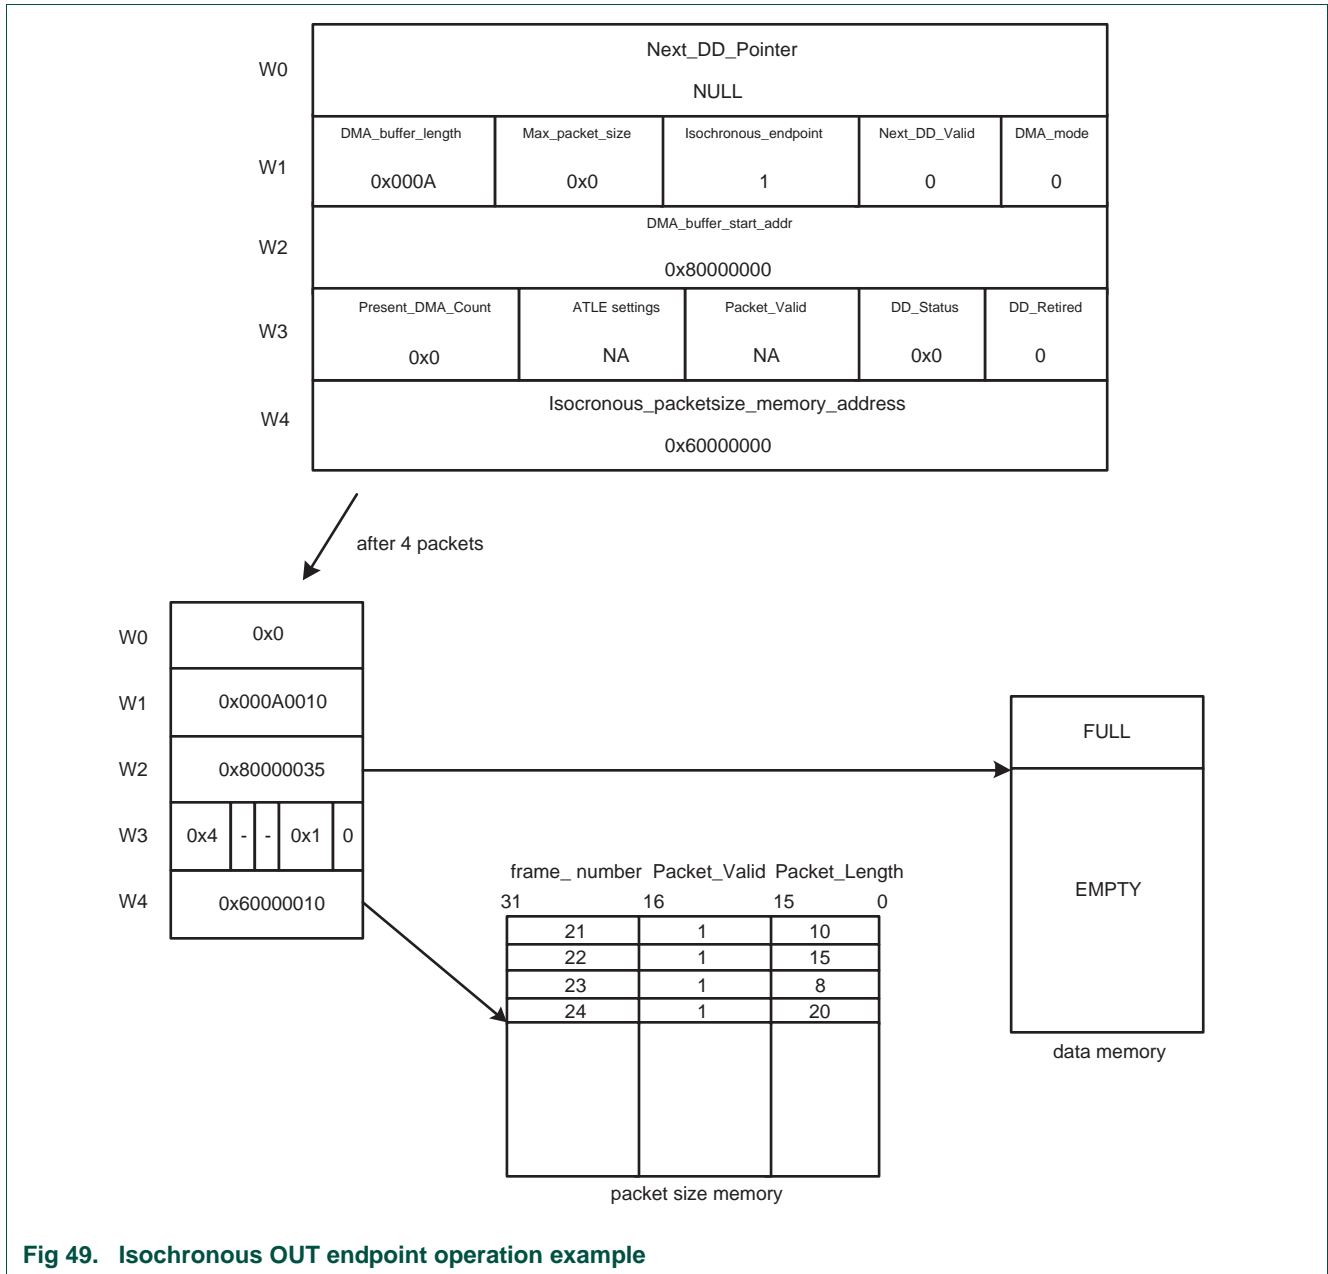 Next_DD_Pointer
W0
NULL
DMA_buffer_length Max_packet_size Isochronous_endpoint Next_DD_Valid DMA_mode
W1
0x000A 0x0 1 0 0
DMA_buffer_start_addr
W2
0x80000000
Present_DMA_Count ATLE settings Packet_Valid DD_Status DD_Retired
W3
0x0 NA NA 0x0 0
Isocronous_packetsize_memory_address
W4
0x60000000
after 4 packets
W0 0x0
W1 0x000A0010
W2 0x80000035
W3 0x4 - - 0x1 0
W4 0x60000010
FULL
EMPTY
data memory
frame_ number Packet_Valid Packet_Length
31 16 15 0
21 1 10
22 1 15
23 1 8
24 1 20
packet size memory
Fig 49. Isochronous OUT endpoint operation example